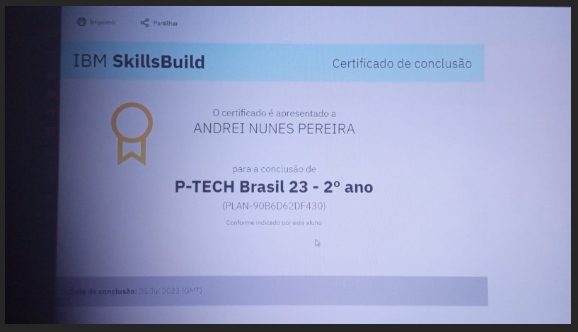 Imprimir
Partilhar
IBM SkillsBuild
Certificado de conclusão
O certificado é apresentado a
ANDREI NUNES PEREIRA
para a conclusão de
P-TECH Brasil 23 - 2º ano
(PLAN-90B6D62DF430)
Conforme indicado por este aluno
Data de conclusão: 01 2023 (GMT)